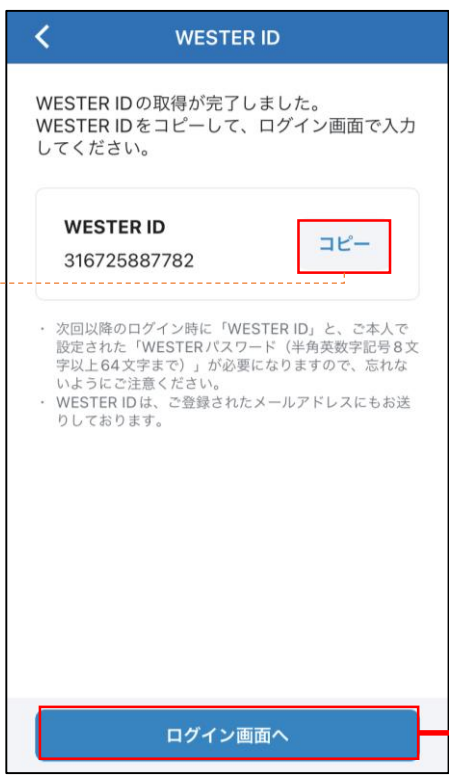 WESTER ID
WESTER IDの取得が完了しました。
WESTER IDをコピーして、ログイン画面で入力
してください。
WESTER ID
316725887782
コピー
・ 次回以降のログイン時に「WESTER ID」と、ご本人で
設定された「WESTERパスワード（半角英数字記号8文
字以上64文字まで）」が必要になりますので、忘れな
いようにご注意ください。
・ WESTER IDは、ご登録されたメールアドレスにもお送
りしております。
ログイン画面へ